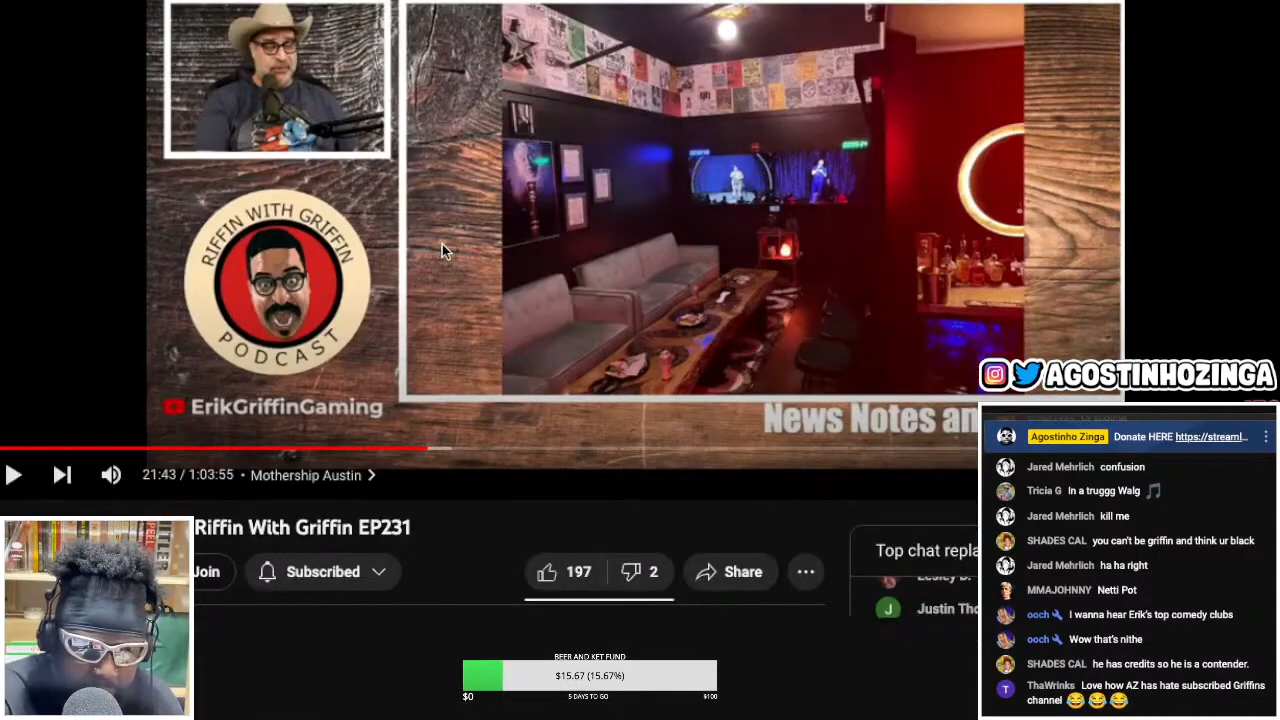 RIFFIN WITH GRIFFIN
PODCAST
ErikGriffinGaming
News Notes an
AGOSTINHOZINGA
21:43 / 1:03:55 • Mothership Austin
Riffin With Griffin EP231
oin
Subscribed
197
2
Share
Top chat repla
Lesley B.
Justin Tho
BEER AND KET FUND
$15.67 (15.67%)
$0
5 DAYS TO GO
$100
Agostinho Zinga Donate HERE https://streaml...
Jared Mehrlich confusion
Tricia G In a truggg Walg 🎵
Jared Mehrlich kill me
SHADES CAL you can't be griffin and think ur black
Jared Mehrlich ha ha right
MMAJOHNNY Netti Pot
ooch I wanna hear Erik's top comedy clubs
ooch Wow that's nithe
SHADES CAL he has credits so he is a contender.
ThaWrinks Love how AZ has hate subscribed Griffins
channel 😂😂😂